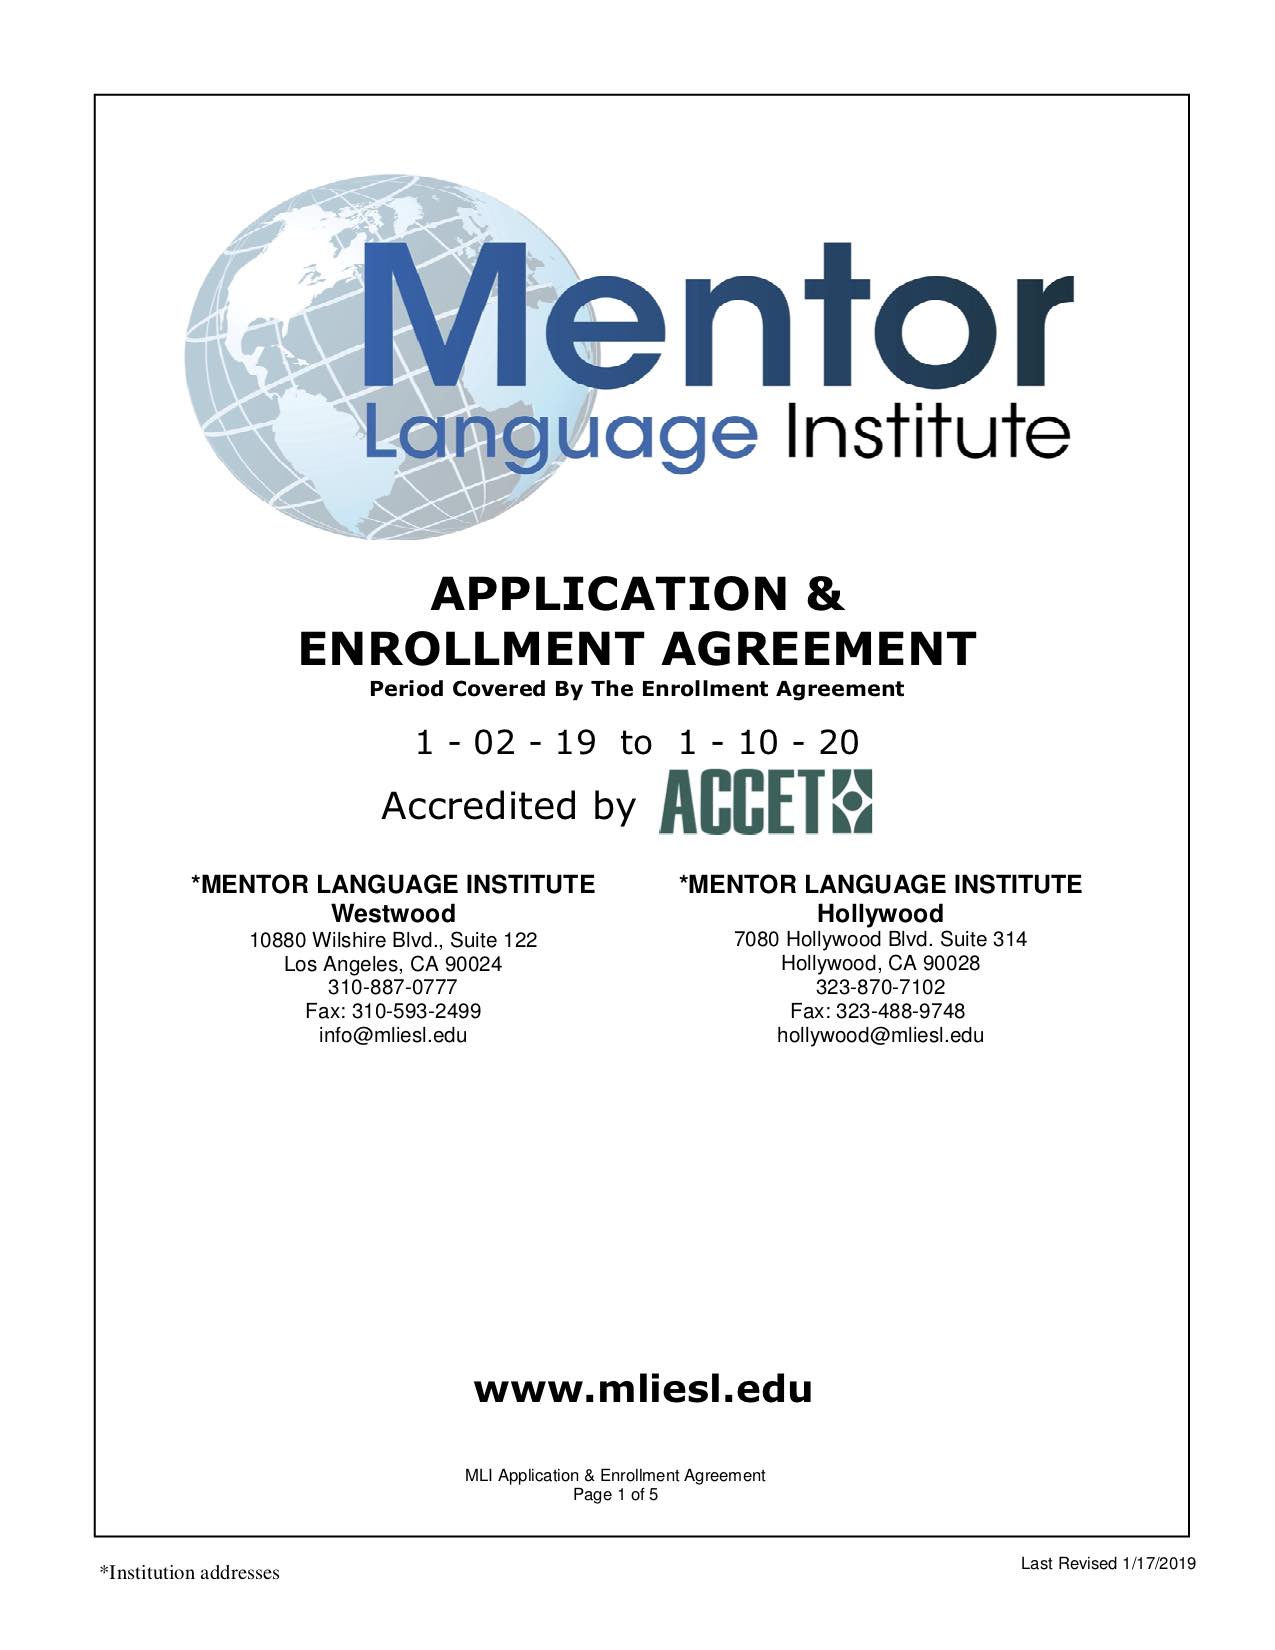 Mentor
Language Institute
APPLICATION &
ENROLLMENT AGREEMENT
Period Covered By The Enrollment Agreement
1 - 02 - 19 to 1 - 10 - 20
Accredited by ACCET
*MENTOR LANGUAGE INSTITUTE
Westwood
10880 Wilshire Blvd., Suite 122
Los Angeles, CA 90024
310-887-0777
Fax: 310-593-2499
info@mliesl.edu
*MENTOR LANGUAGE INSTITUTE
Hollywood
7080 Hollywood Blvd. Suite 314
Hollywood, CA 90028
323-870-7102
Fax: 323-488-9748
hollywood@mliesl.edu
www.mliesl.edu
MLI Application & Enrollment Agreement
Page 1 of 5
*Institution addresses
Last Revised 1/17/2019